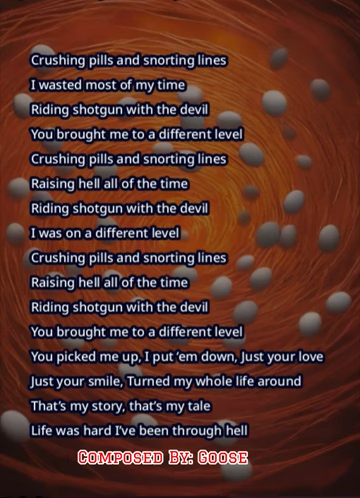 Crushing pills and snorting lines
I wasted most of my time
Riding shotgun with the devil
You brought me to a different level
Crushing pills and snorting lines
Raising hell all of the time
Riding shotgun with the devil
I was on a different level
Crushing pills and snorting lines
Raising hell all of the time
Riding shotgun with the devil
You brought me to a different level
You picked me up, I put ‘em down, Just your love
Just your smile, Turned my whole life around
That’s my story, that’s my tale
Life was hard I’ve been through hell
Composed By: Goose